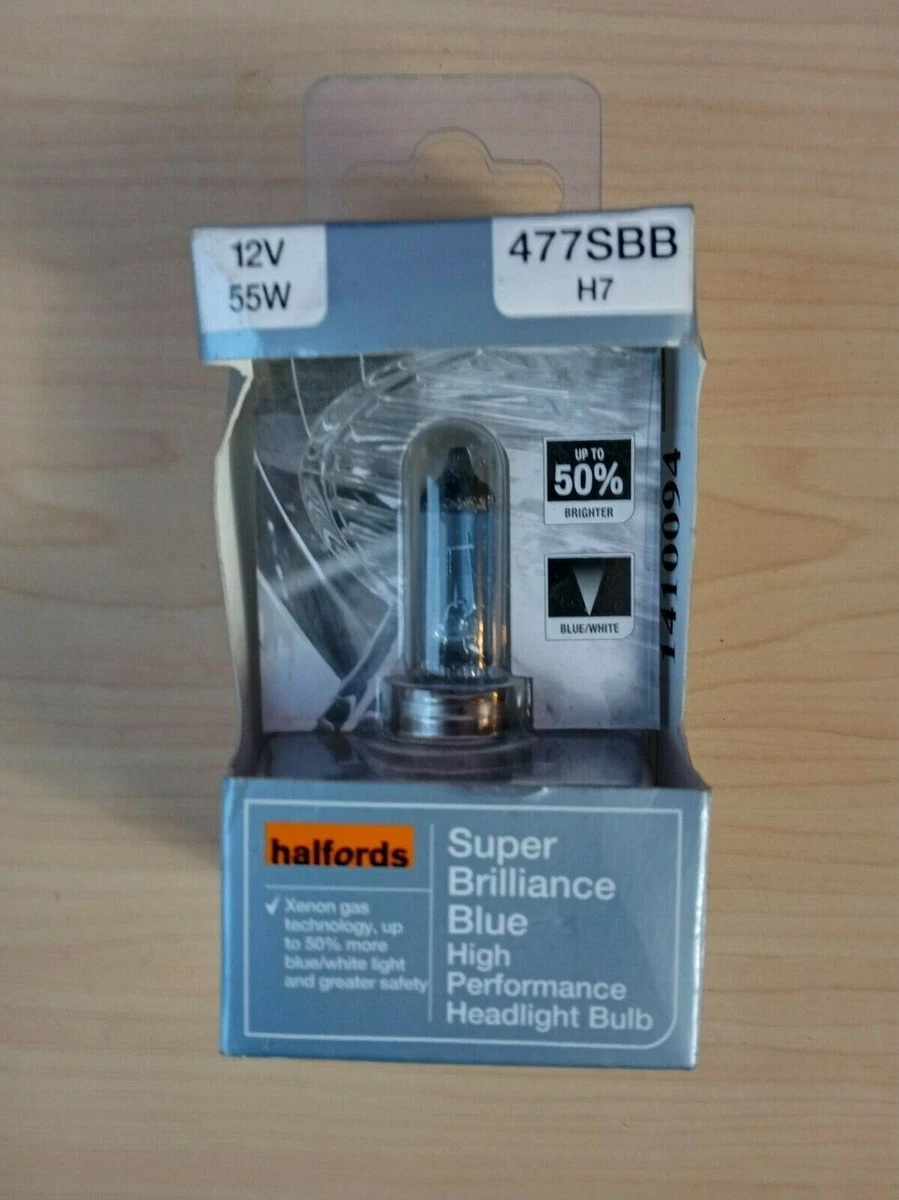 12V
55W
477SBB
H7
UP TO
50%
BRIGHTER
BLUE/WHITE
1410094
halfords
Xenon gas
technology, up
to 50% more
blue/white light
and greater safety
Super
Brilliance
Blue
High
Performance
Headlight Bulb